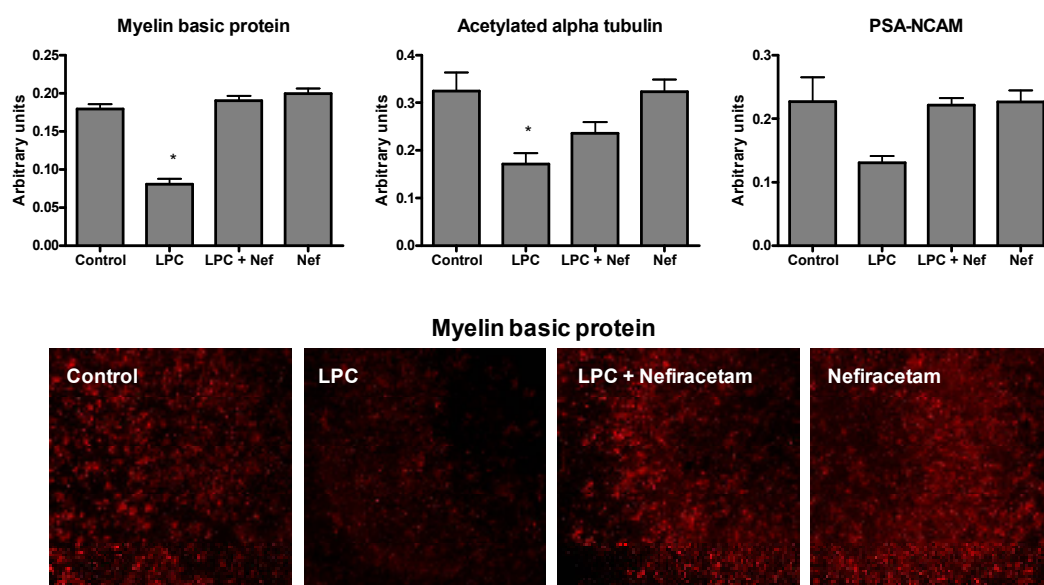 Myelin basic protein
Arbitrary units
0.25
0.20
0.15
0.10
0.05
0.00
*
Control LPC LPC + Nef Nef
Acetylated alpha tubulin
Arbitrary units
0.4
0.3
0.2
0.1
0.0
*
Control LPC LPC + Nef Nef
PSA-NCAM
Arbitrary units
0.3
0.2
0.1
0.0
Control LPC LPC + Nef Nef
Myelin basic protein
Control LPC LPC + Nefiracetam Nefiracetam